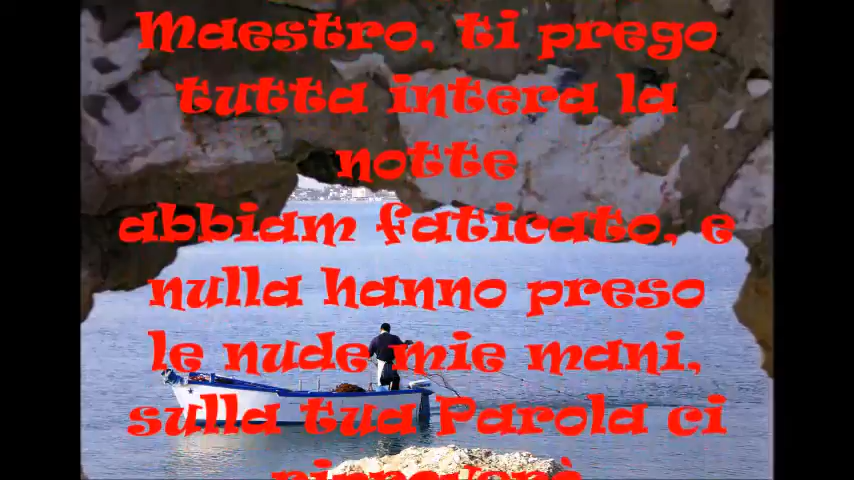 Maestro, ti prego
tutta intera la
notte
abbiam faticato, e
nulla hanno preso
le nude mie mani,
sulla tua Parola ci